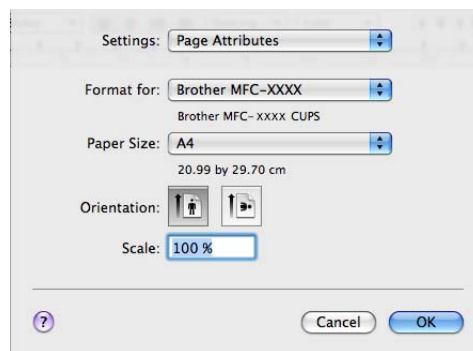 Settings: Page Attributes
Format for: Brother MFC-XXXX
Brother MFC-XXXX CUPS
Paper Size: A4
20.99 by 29.70 cm
Orientation:
Scale: 100 %
? Cancel OK